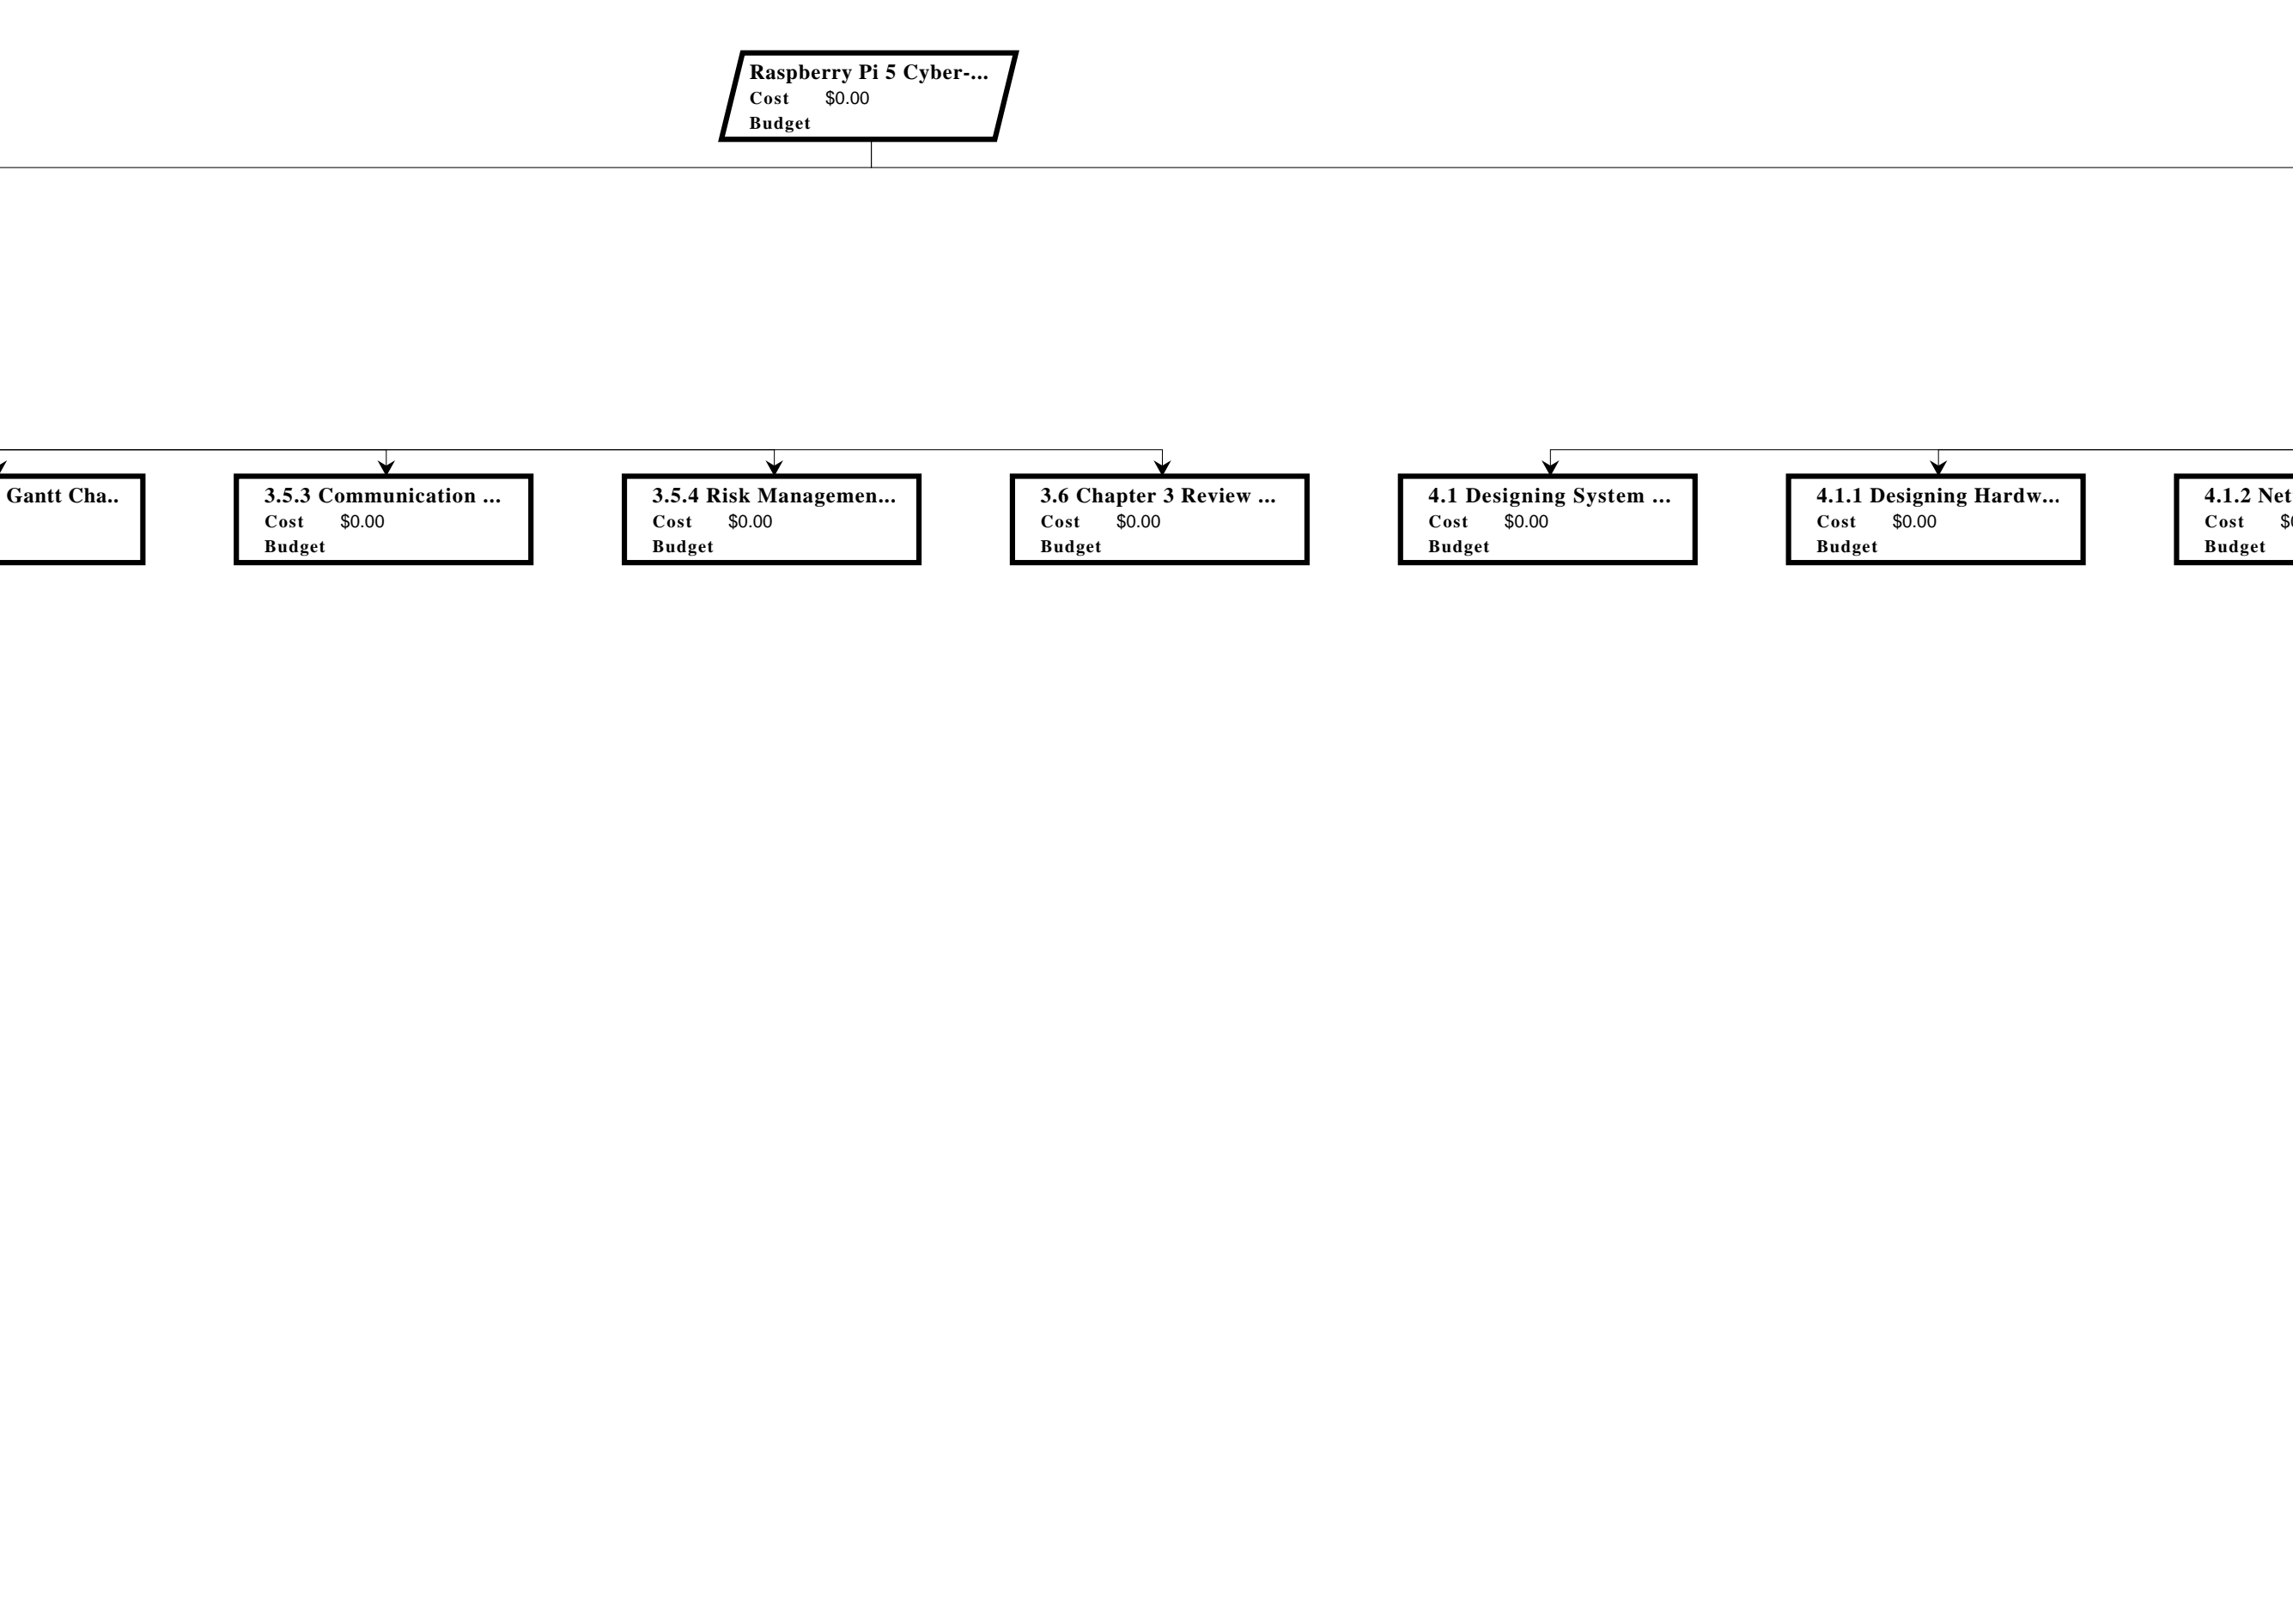 Raspberry Pi 5 Cyber-...
Cost $0.00
Budget
Gantt Cha..
3.5.3 Communication ...
Cost $0.00
Budget
3.5.4 Risk Managemen...
Cost $0.00
Budget
3.6 Chapter 3 Review ...
Cost $0.00
Budget
4.1 Designing System ...
Cost $0.00
Budget
4.1.1 Designing Hardw...
Cost $0.00
Budget
4.1.2 Net
Cost $
Budget